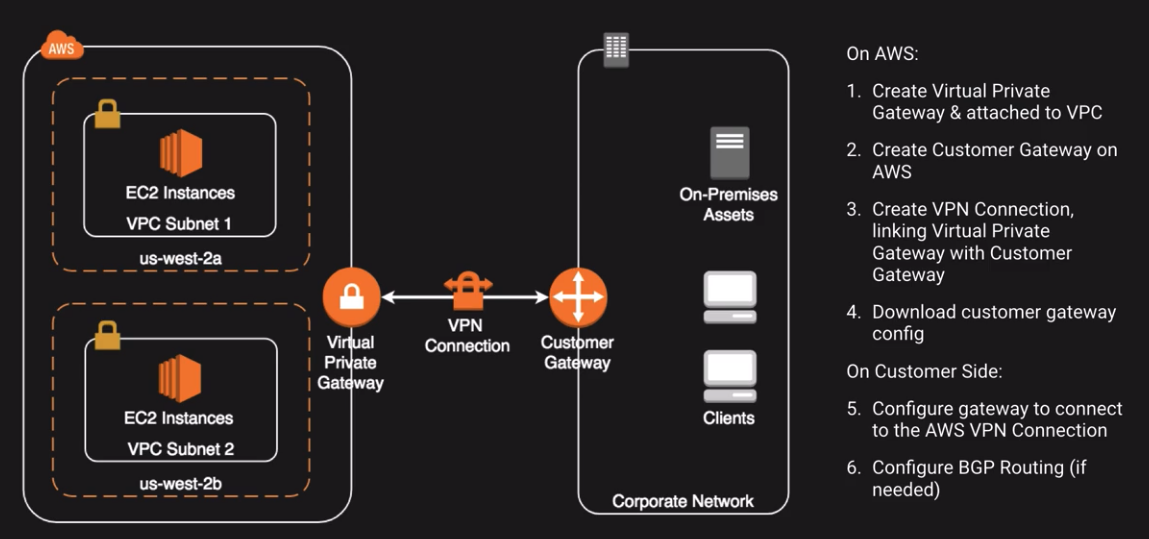 AWS
EC2 Instances
VPC Subnet 1
us-west-2a
EC2 Instances
VPC Subnet 2
us-west-2b
Virtual
Private
Gateway
VPN
Connection
Customer
Gateway
On-Premises
Assets
Clients
Corporate Network
On AWS:
1. Create Virtual Private
Gateway & attached to VPC
2. Create Customer Gateway on
AWS
3. Create VPN Connection,
linking Virtual Private
Gateway with Customer
Gateway
4. Download customer gateway
config
On Customer Side:
5. Configure gateway to connect
to the AWS VPN Connection
6. Configure BGP Routing (if
needed)